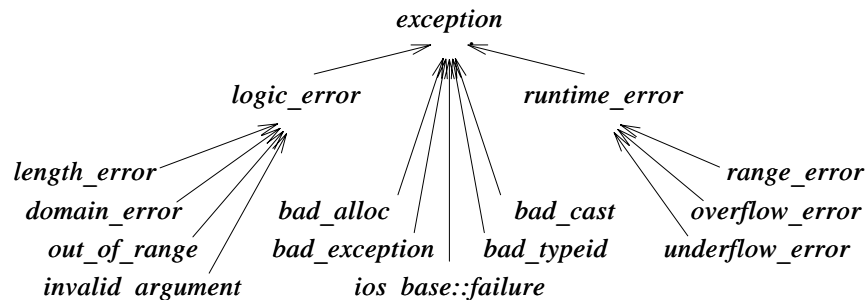 exception
logic_error runtime_error
length_error range_error
domain_error bad_alloc bad_cast overflow_error
out_of_range bad_exception bad_typeid underflow_error
invalid_argument ios_base::failure